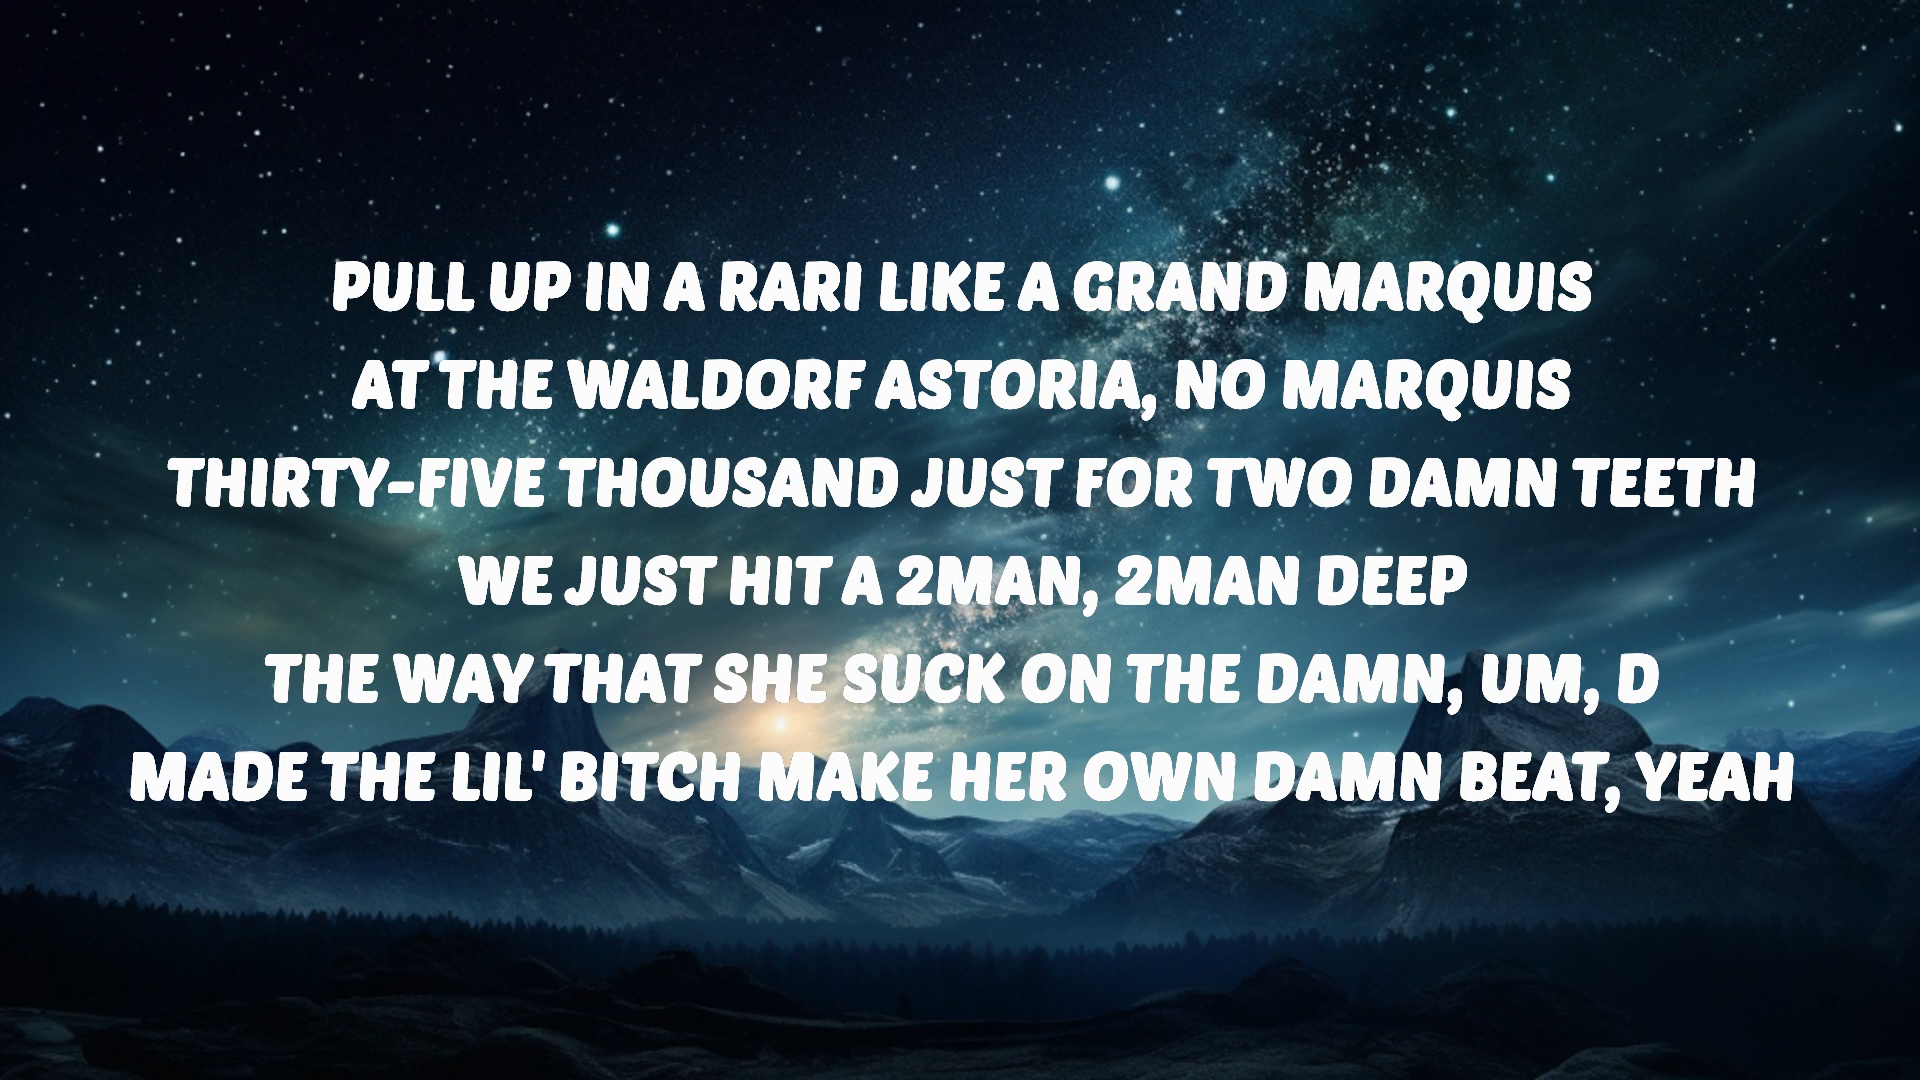 PULL UP IN A RARI LIKE A GRAND MARQUIS
AT THE WALDORF ASTORIA, NO MARQUIS
THIRTY-FIVE THOUSAND JUST FOR TWO DAMN TEETH
WE JUST HIT A 2MAN, 2MAN DEEP
THE WAY THAT SHE SUCK ON THE DAMN, UM, D
MADE THE LIL' BITCH MAKE HER OWN DAMN BEAT, YEAH